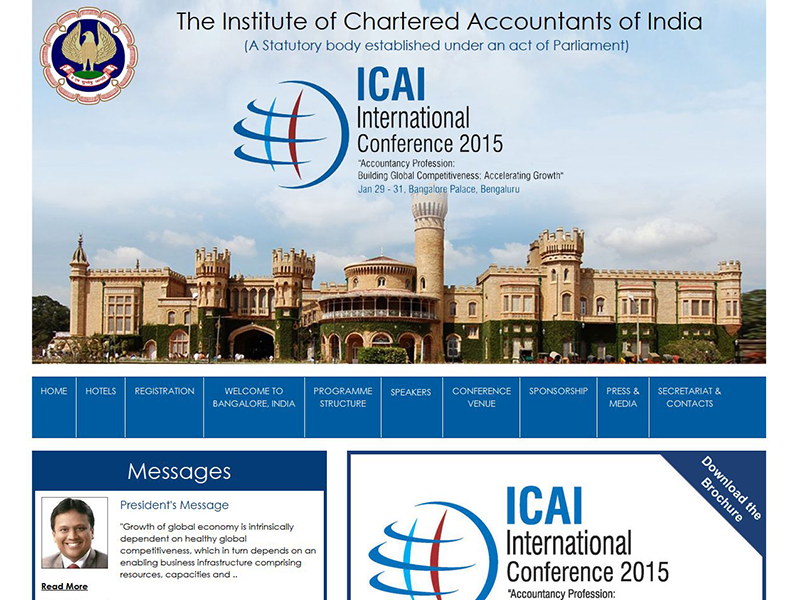 The Institute of Chartered Accountants of India
(A Statutory body established under an act of Parliament)
ICAI
International
Conference 2015
"Accountancy Profession:
Building Global Competitiveness; Accelerating Growth"
Jan 29 - 31, Bangalore Palace, Bengaluru
HOME
HOTELS
REGISTRATION
WELCOME TO
BANGALORE, INDIA
PROGRAMME
STRUCTURE
SPEAKERS
CONFERENCE
VENUE
SPONSORSHIP
PRESS &
MEDIA
SECRETARIAT &
CONTACTS
Messages
President's Message
"Growth of global economy is intrinsically
dependent on healthy global
competitiveness, which in turn depends on an
enabling business infrastructure comprising
resources, capacities and ..
Read More
Download the
Brochure
ICAI
International
Conference 2015
"Accountancy Profession: